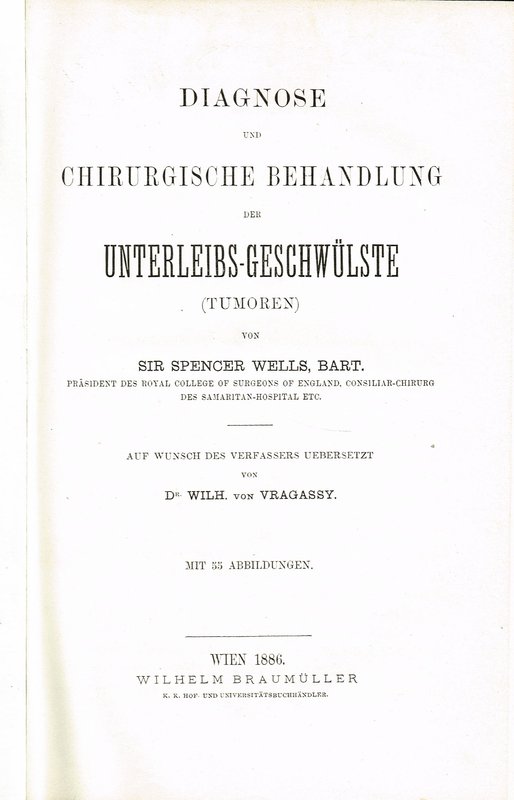 DIAGNOSE
UND
CHIRURGISCHE BEHANDLUNG
DER
UNTERLEIBS-GESCHWÜLSTE
(TUMOREN)
VON
SIR SPENCER WELLS, BART.
PRÄSIDENT DES ROYAL COLLEGE OF SURGEONS OF ENGLAND, CONSILIAR-CHIRURG
DES SAMARITAN-HOSPITAL ETC.
AUF WUNSCH DES VERFASSERS UEBERSETZT
VON
DR. WILH. VON VRAGASSY.
MIT 55 ABBILDUNGEN.
WIEN 1886.
WILHELM BRAUMÜLLER
K. K. HOF- UND UNIVERSITÄTSBUCHHÄNDLER.